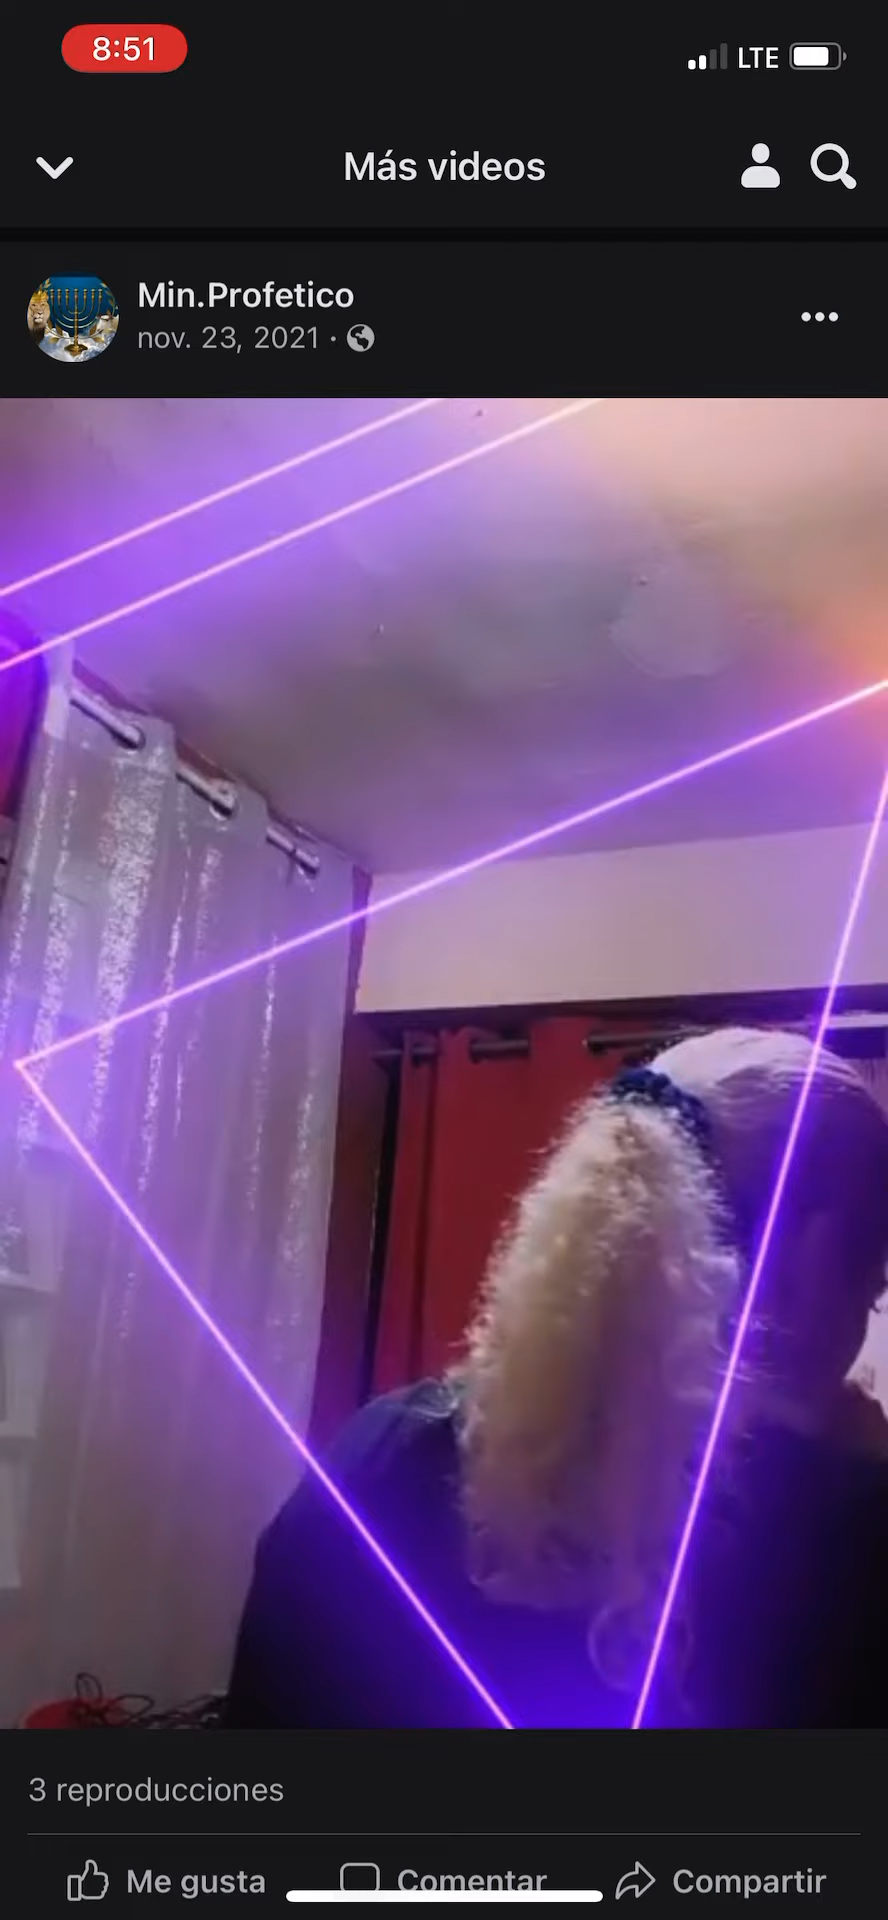 8:51
LTE
Más videos
Min.Profetico
nov. 23, 2021 ·
3 reproducciones
Me gusta
Comentar
Compartir